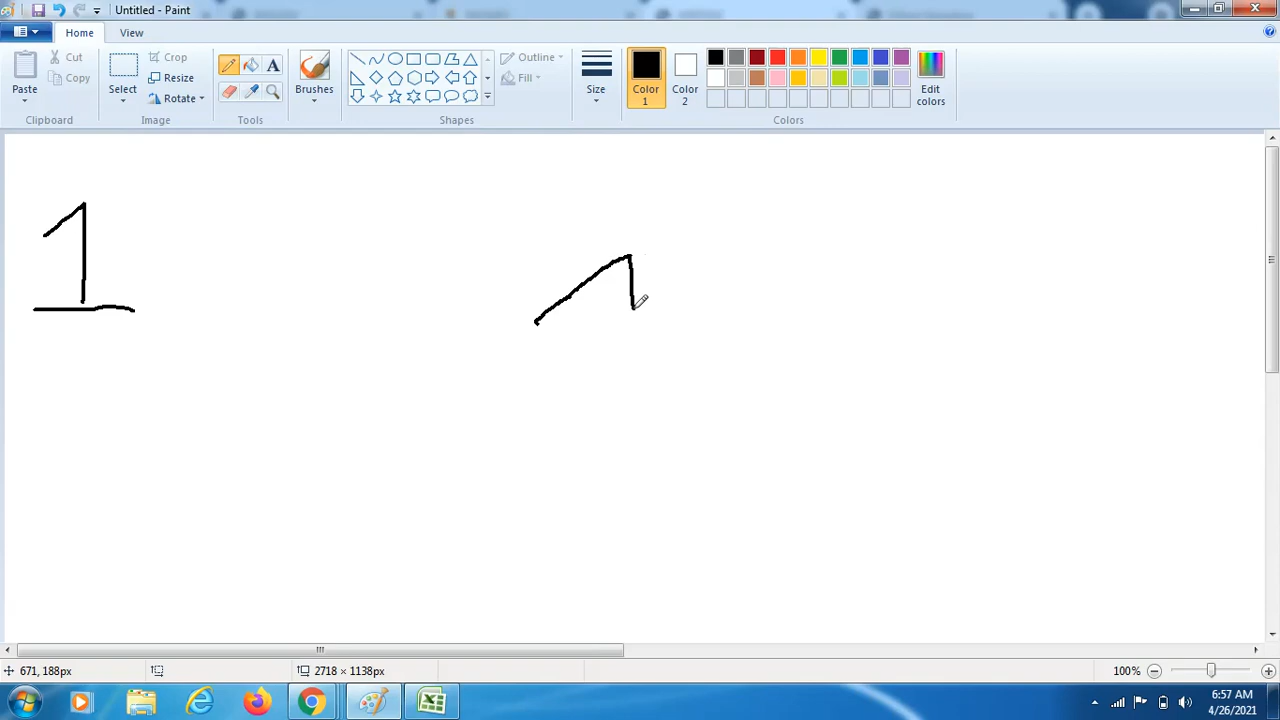 Untitled - Paint
Home View
Cut
Copy
Paste
Clipboard
Select
Crop
Resize
Rotate
Image
Tools
Brushes
Outline
Fill
Shapes
Size
Color 1
Color 2
Edit colors
Colors
1
671, 188px
2718 × 1138px
100%
6:57 AM
4/26/2021